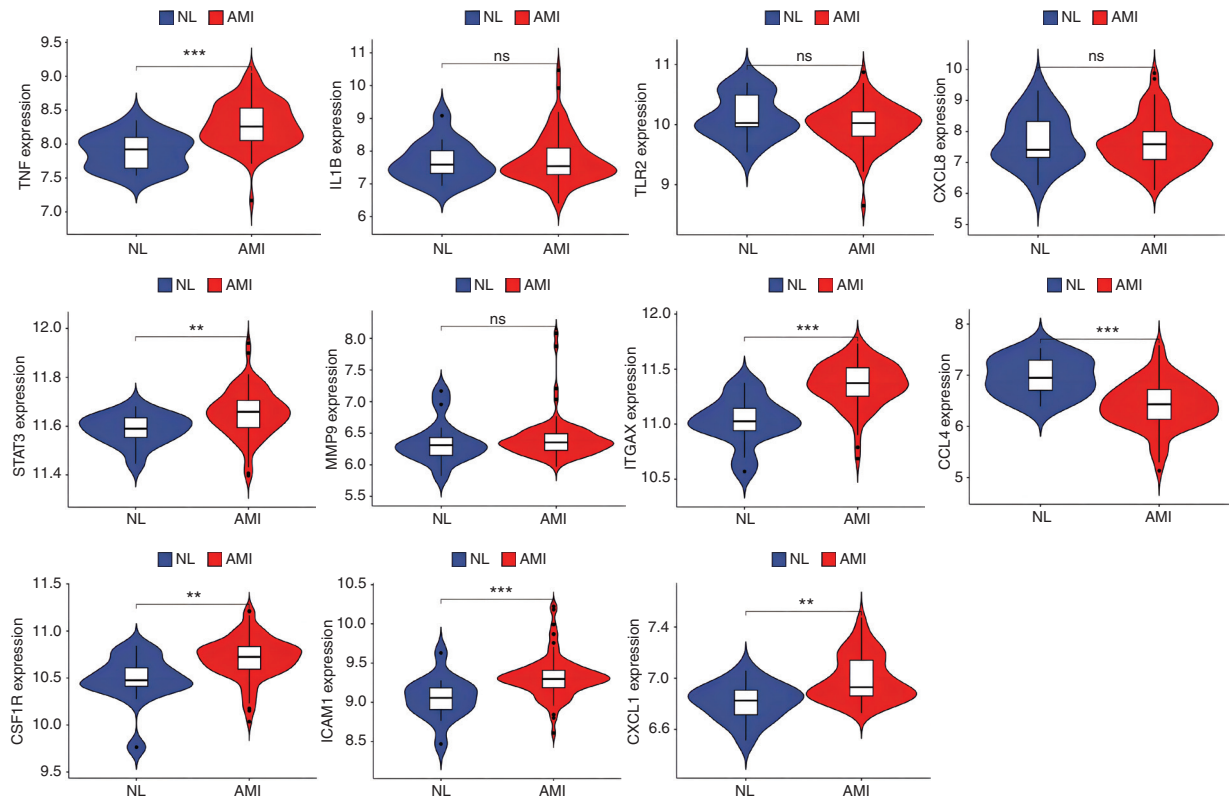 NL AMI
TNF expression
9.5
9.0
8.5
8.0
7.5
7.0
***
NL AMI
NL AMI
IL1B expression
11
10
9
8
7
6
ns
NL AMI
NL AMI
TLR2 expression
11
10
9
ns
NL AMI
NL AMI
CXCL8 expression
10
9
8
7
6
5
ns
NL AMI
NL AMI
STAT3 expression
12.0
11.8
11.6
11.4
**
NL AMI
NL AMI
MMP9 expression
8.0
7.5
7.0
6.5
6.0
5.5
ns
NL AMI
NL AMI
ITGAX expression
12.0
11.5
11.0
10.5
***
NL AMI
NL AMI
CCL4 expression
8
7
6
5
***
NL AMI
NL AMI
CSF1R expression
11.5
11.0
10.5
10.0
9.5
**
NL AMI
NL AMI
ICAM1 expression
10.5
10.0
9.5
9.0
8.5
***
NL AMI
NL AMI
CXCL1 expression
7.4
7.0
6.6
**
NL AMI